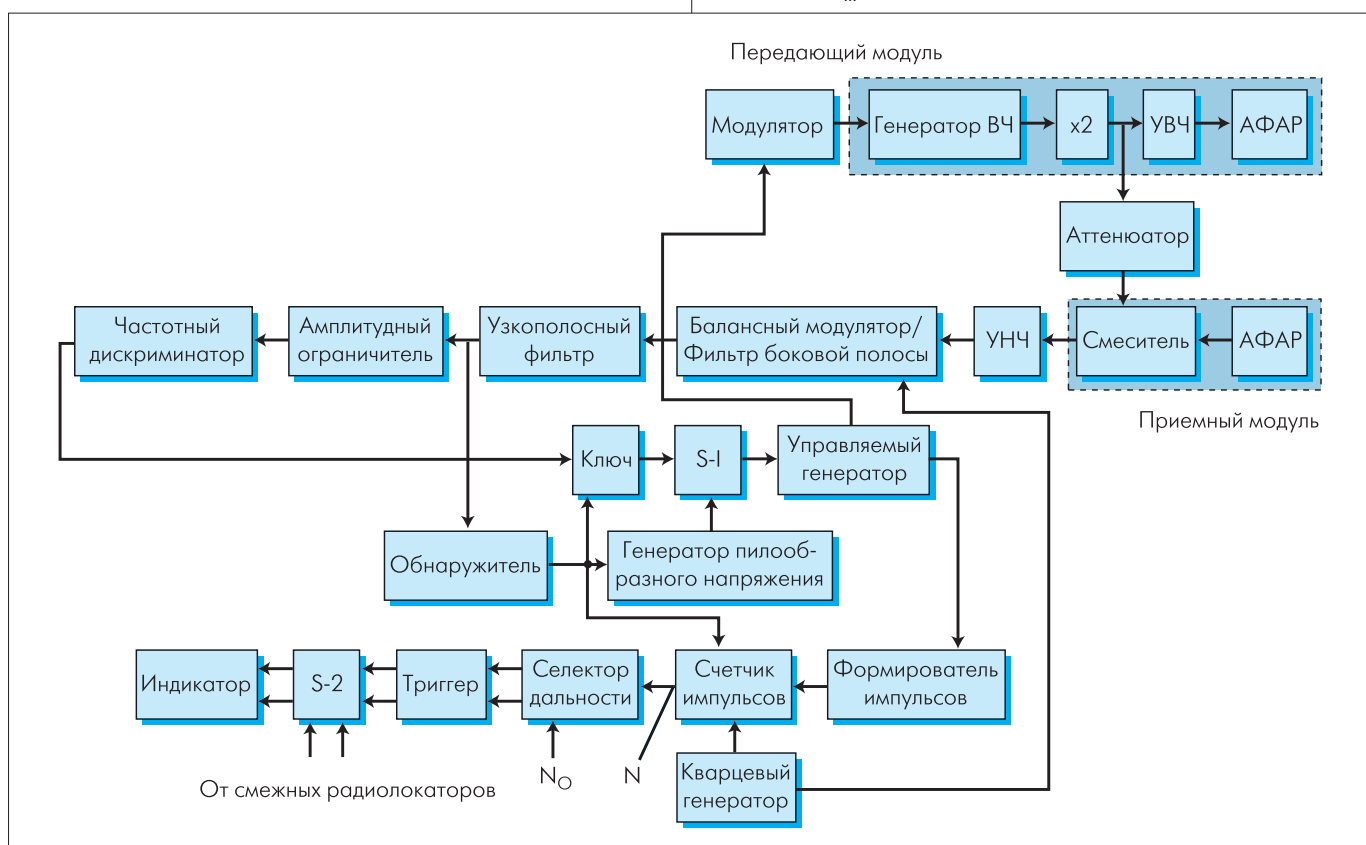 ...
Передающий модуль
Модулятор
Генератор ВЧ
х2
УВЧ
АФАР
Аттенюатор
Частотный
дискриминатор
Амплитудный
ограничитель
Узкополосный
фильтр
Балансный модулятор/
Фильтр боковой полосы
УНЧ
Смеситель
АФАР
Приемный модуль
Ключ
S-I
Управляемый
генератор
Обнаружитель
Генератор пилооб-
разного напряжения
Индикатор
S-2
Триггер
Селектор
дальности
Счетчик
импульсов
Формирователь
импульсов
От смежных радиолокаторов
NO
N
Кварцевый
генератор